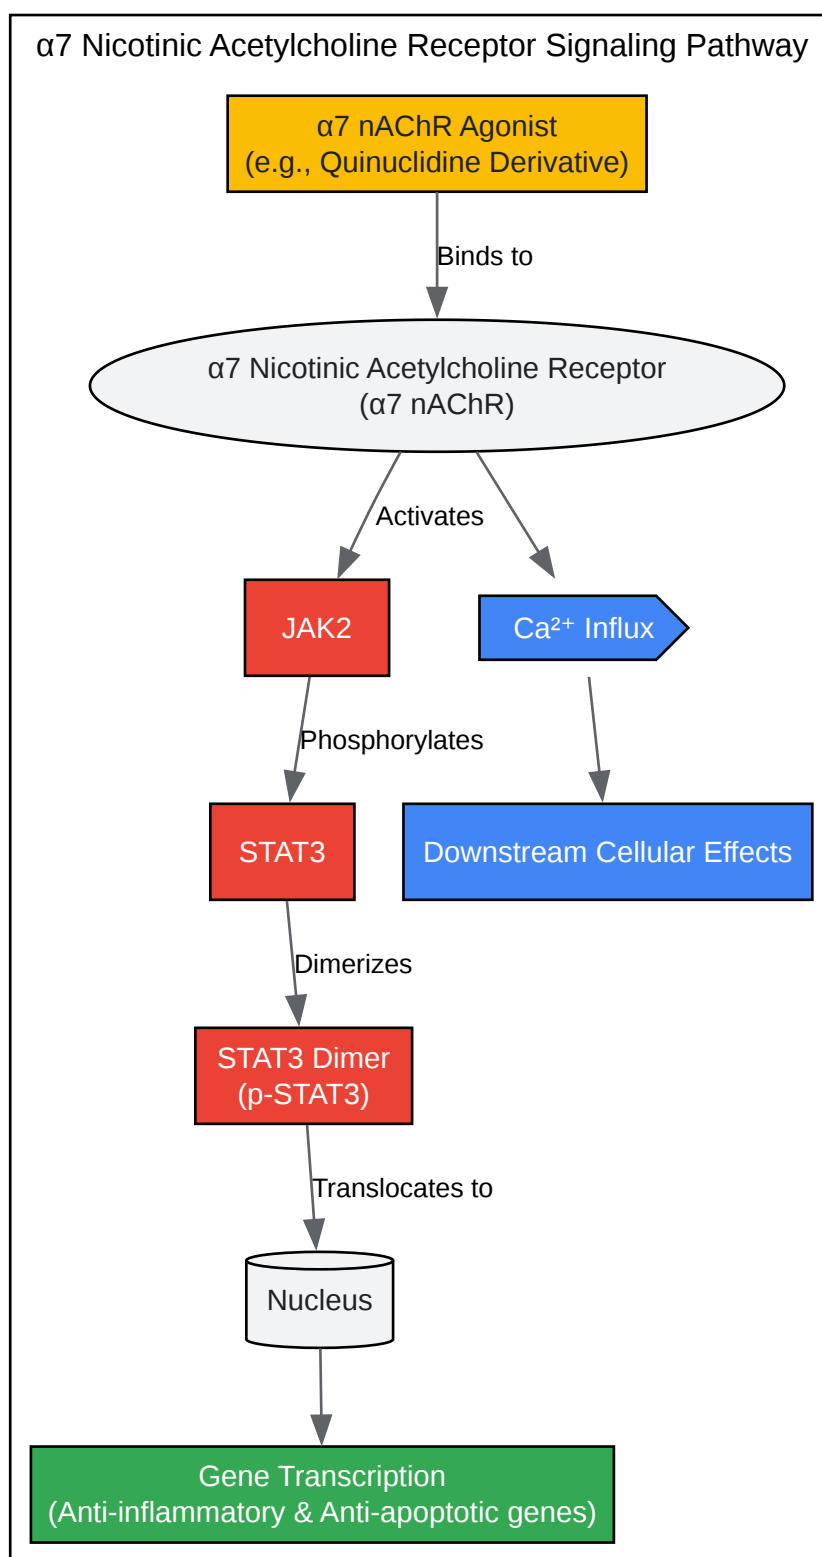 α7 Nicotinic Acetylcholine Receptor Signaling Pathway
α7 nAChR Agonist
(e.g., Quinuclidine Derivative)
Binds to
α7 Nicotinic Acetylcholine Receptor
(α7 nAChR)
Activates
JAK2
Ca²⁺ Influx
Phosphorylates
STAT3
Downstream Cellular Effects
Dimerizes
STAT3 Dimer
(p-STAT3)
Translocates to
Nucleus
Gene Transcription
(Anti-inflammatory & Anti-apoptotic genes)